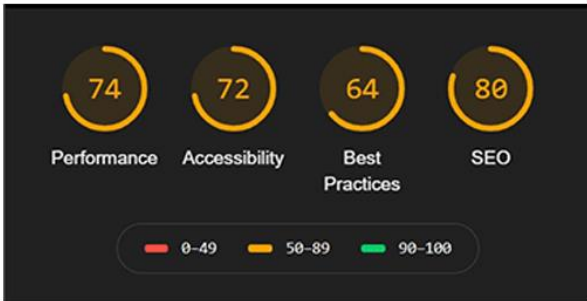 74 72 64 80
Performance Accessibility Best Practices SEO
0–49 50–89 90–100